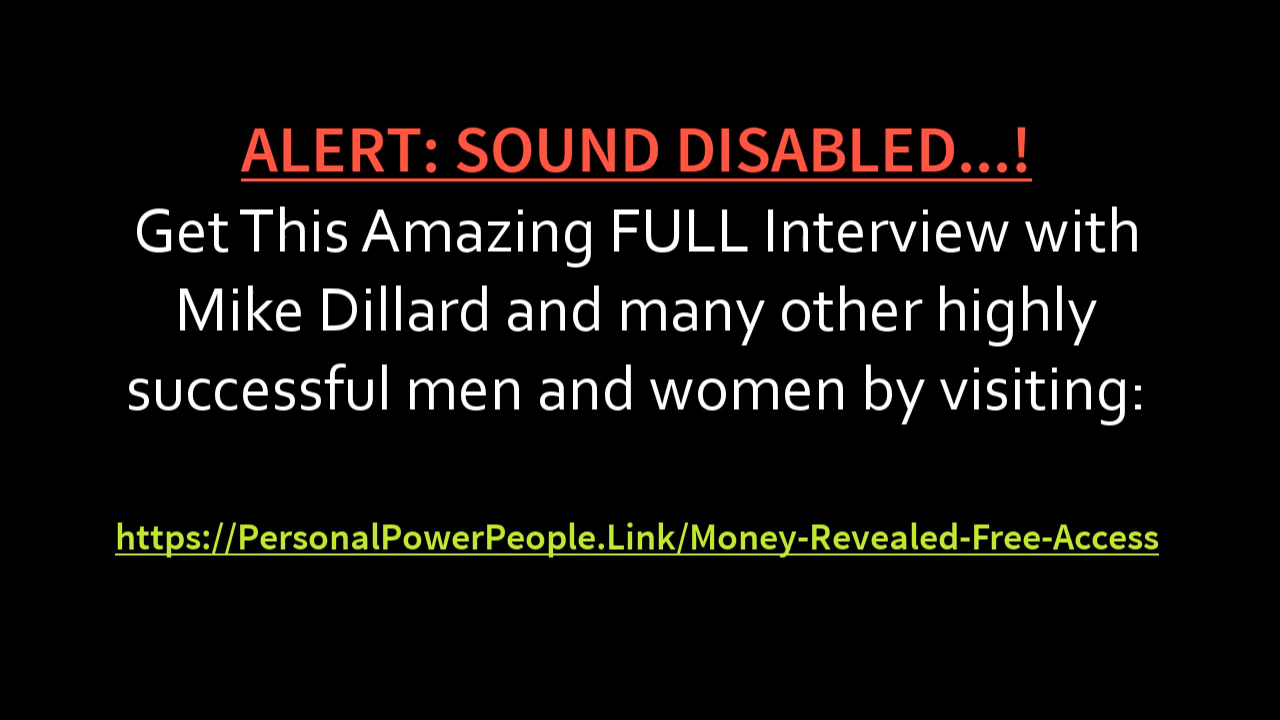 ALERT: SOUND DISABLED...!
Get This Amazing FULL Interview with
Mike Dillard and many other highly
successful men and women by visiting:
https://PersonalPowerPeople.Link/Money-Revealed-Free-Access